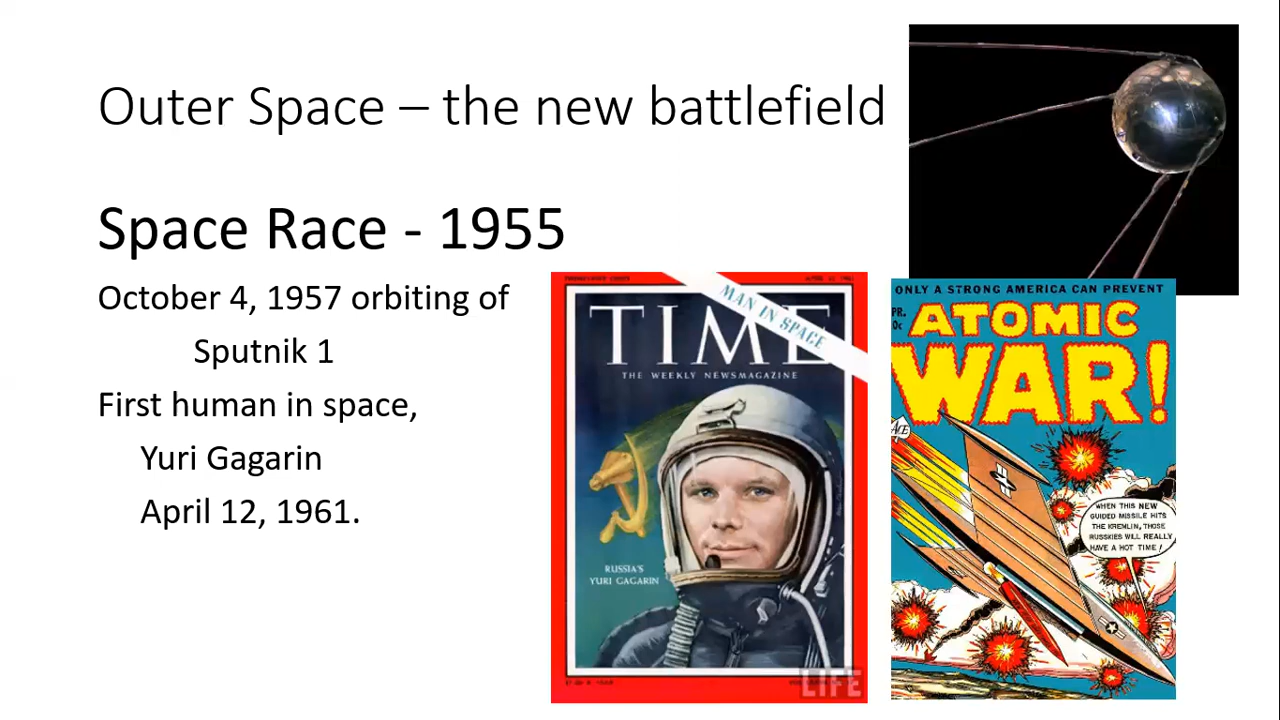 Outer Space – the new battlefield
Space Race - 1955
October 4, 1957 orbiting of
Sputnik 1
First human in space,
Yuri Gagarin
April 12, 1961.
MAN IN SPACE
TIME
THE WEEKLY NEWSMAGAZINE
RUSSIA'S
YURI GAGARIN
LIFE
ONLY A STRONG AMERICA CAN PREVENT
ATOMIC
WAR!
WHEN THIS NEW
GUIDED MISSILE HITS
THE KREMLIN, THOSE
RUSSKIES WILL REALLY
HAVE A HOT TIME!